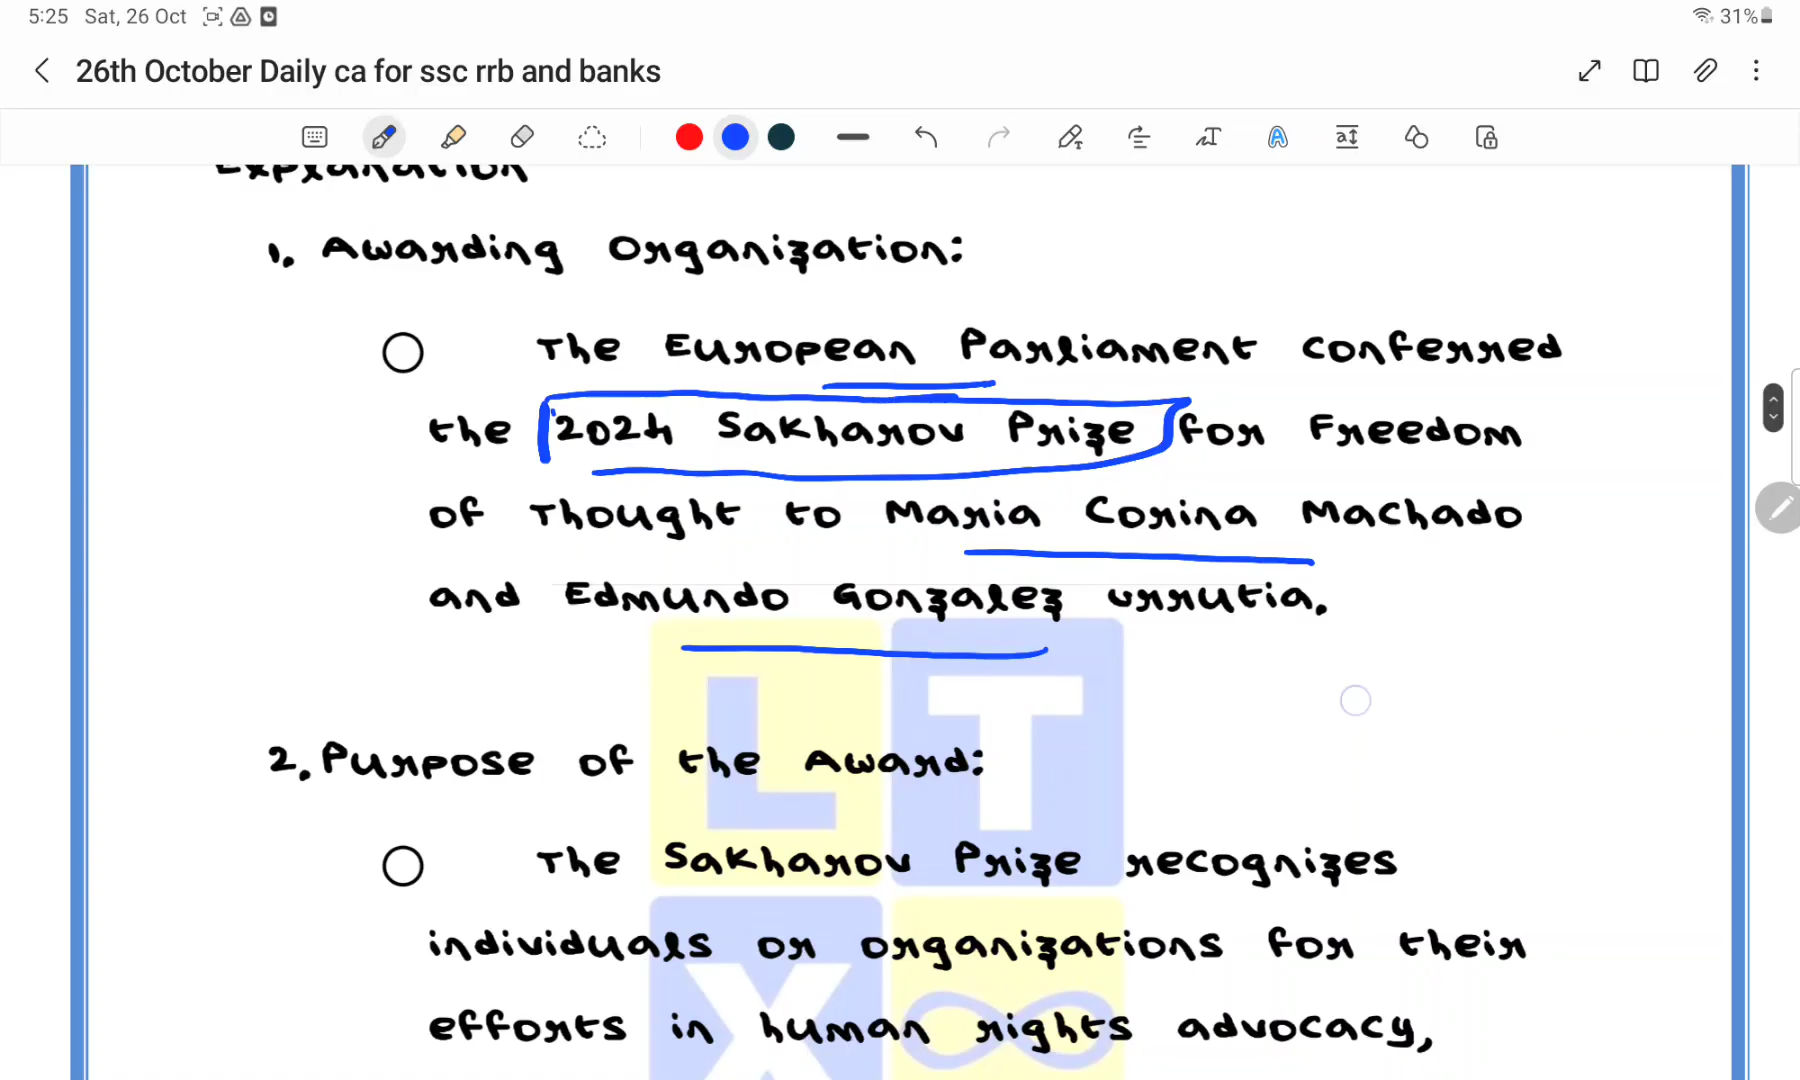 5:25 Sat, 26 Oct 31%
26th October Daily ca for ssc rrb and banks
Explanation
1. Awarding Organization:
The European Parliament conferred
the 2024 Sakharov Prize for Freedom
of Thought to Maria Corina Machado
and Edmundo Gonzalez Urrutia.
2. Purpose of the Award:
The Sakharov Prize recognizes
individuals or organizations for their
efforts in human rights advocacy,
L T
X